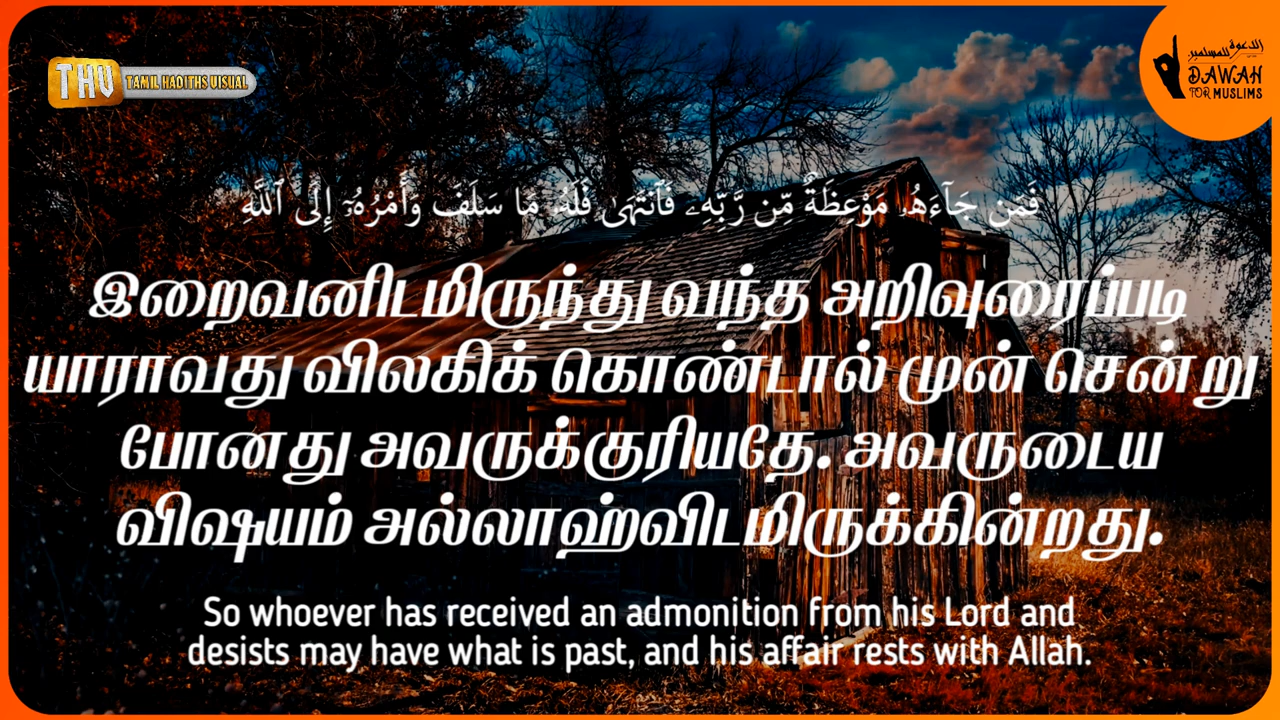 THV TAMIL HADITHS VISUAL
الدعوة للمسلمين
DAWAH
FOR MUSLIMS
فَمَن جَآءَهُۥ مَوْعِظَةٌ مِّن رَّبِّهِۦ فَٱنتَهَىٰ فَلَهُۥ مَا سَلَفَ وَأَمْرُهُۥٓ إِلَى ٱللَّهِ
இறைவனிடமிருந்து வந்த அறிவுரைப்படி
யாராவது விலகிக் கொண்டால் முன் சென்று
போனது அவருக்குரியதே. அவருடைய
விஷயம் அல்லாஹ்விடமிருக்கின்றது.
So whoever has received an admonition from his Lord and
desists may have what is past, and his affair rests with Allah.